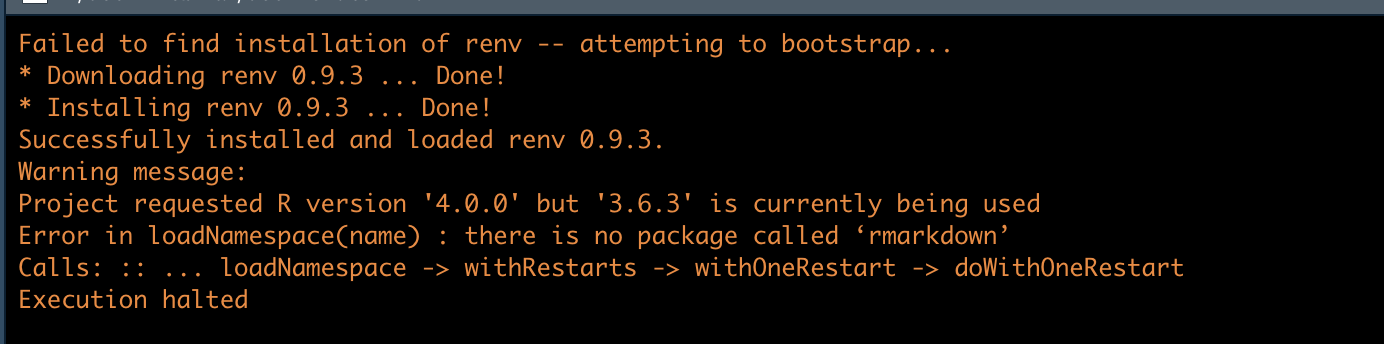 Failed to find installation of renv -- attempting to bootstrap...
* Downloading renv 0.9.3 ... Done!
* Installing renv 0.9.3 ... Done!
Successfully installed and loaded renv 0.9.3.
Warning message:
Project requested R version '4.0.0' but '3.6.3' is currently being used
Error in loadNamespace(name) : there is no package called ‘rmarkdown’
Calls: :: ... loadNamespace -> withRestarts -> withOneRestart -> doWithOneRestart
Execution halted